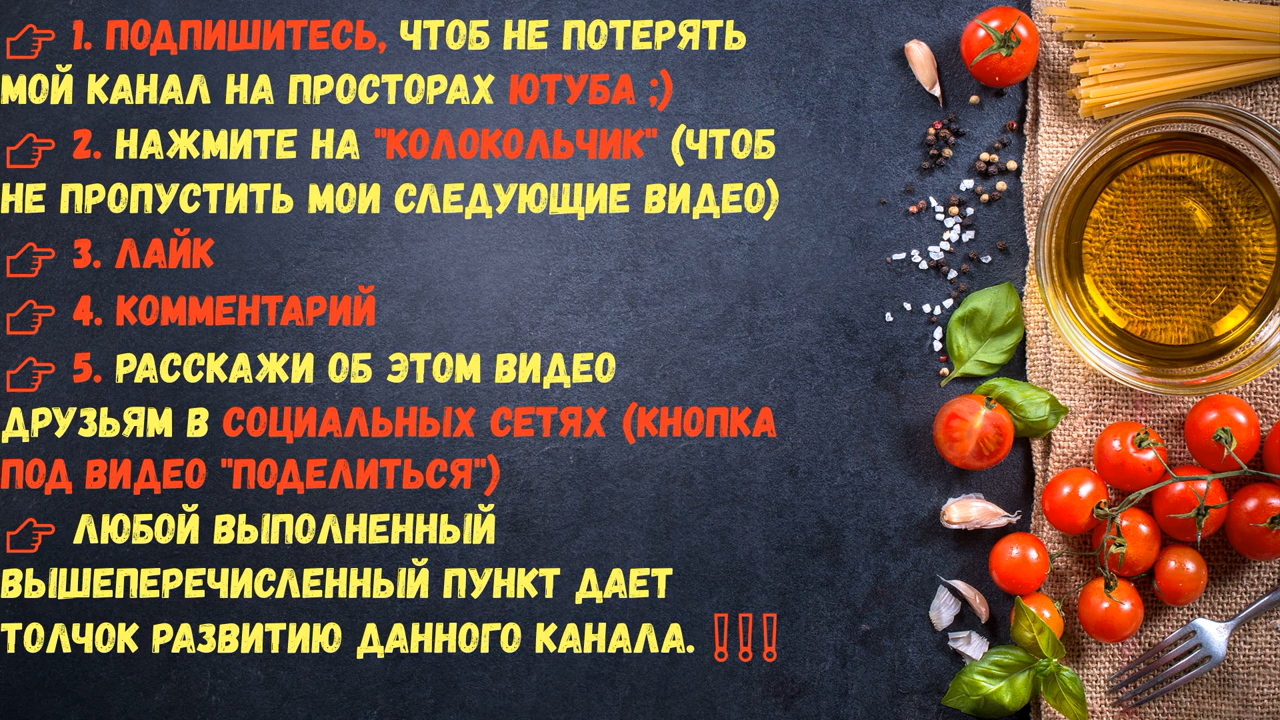 👉 1. ПОДПИШИТЕСЬ, ЧТОБ НЕ ПОТЕРЯТЬ
МОЙ КАНАЛ НА ПРОСТОРАХ ЮТУБА ;)
👉 2. НАЖМИТЕ НА "КОЛОКОЛЬЧИК" (ЧТОБ
НЕ ПРОПУСТИТЬ МОИ СЛЕДУЮЩИЕ ВИДЕО)
👉 3. ЛАЙК
👉 4. КОММЕНТАРИЙ
👉 5. РАССКАЖИ ОБ ЭТОМ ВИДЕО
ДРУЗЬЯМ В СОЦИАЛЬНЫХ СЕТЯХ (КНОПКА
ПОД ВИДЕО "ПОДЕЛИТЬСЯ")
👉 ЛЮБОЙ ВЫПОЛНЕННЫЙ
ВЫШЕПЕРЕЧИСЛЕННЫЙ ПУНКТ ДАЕТ
ТОЛЧОК РАЗВИТИЮ ДАННОГО КАНАЛА. !!!